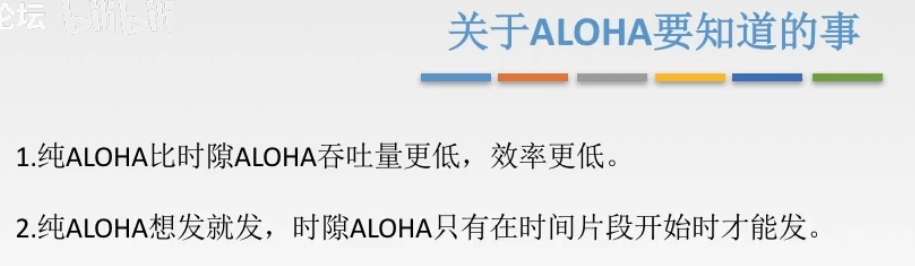 论坛 bilibili
关于ALOHA要知道的事
1.纯ALOHA比时隙ALOHA吞吐量更低，效率更低。
2.纯ALOHA想发就发，时隙ALOHA只有在时间片段开始时才能发。